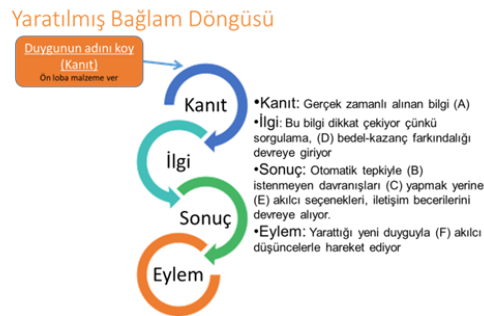 Yaratılmış Bağlam Döngüsü
Duygunun adını koy
(Kanıt)
Ön loba malzeme ver
Kanıt
İlgi
Sonuç
Eylem
•Kanıt: Gerçek zamanlı alınan bilgi (A)
•İlgi: Bu bilgi dikkat çekiyor çünkü
sorgulama, (D) bedel-kazanç farkındalığı
devreye giriyor
•Sonuç: Otomatik tepkiyle (B)
istenmeyen davranışları (C) yapmak yerine
(E) akılcı seçenekleri, iletişim becerilerini
devreye alıyor.
•Eylem: Yarattığı yeni duyguyla (F) akılcı
düşüncelerle hareket ediyor